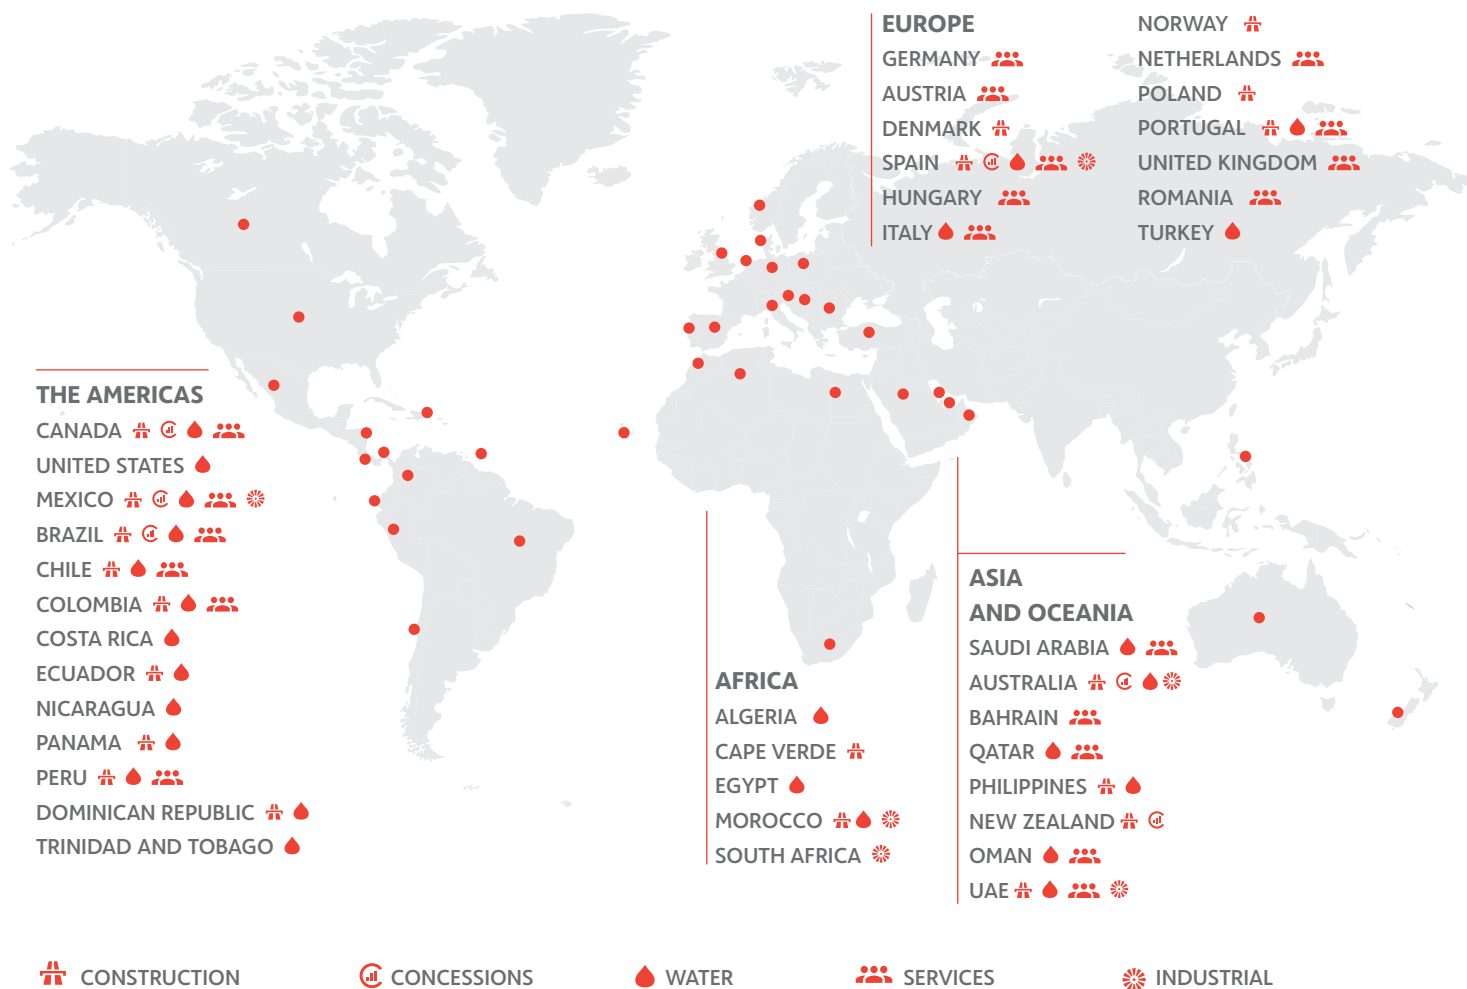 EUROPE
GERMANY
AUSTRIA
DENMARK
SPAIN
HUNGARY
ITALY
NORWAY
NETHERLANDS
POLAND
PORTUGAL
UNITED KINGDOM
ROMANIA
TURKEY
THE AMERICAS
CANADA
UNITED STATES
MEXICO
BRAZIL
CHILE
COLOMBIA
COSTA RICA
ECUADOR
NICARAGUA
PANAMA
PERU
DOMINICAN REPUBLIC
TRINIDAD AND TOBAGO
AFRICA
ALGERIA
CAPE VERDE
EGYPT
MOROCCO
SOUTH AFRICA
ASIA
AND OCEANIA
SAUDI ARABIA
AUSTRALIA
BAHRAIN
QATAR
PHILIPPINES
NEW ZEALAND
OMAN
UAE
CONSTRUCTION
CONCESSIONS
WATER
SERVICES
INDUSTRIAL